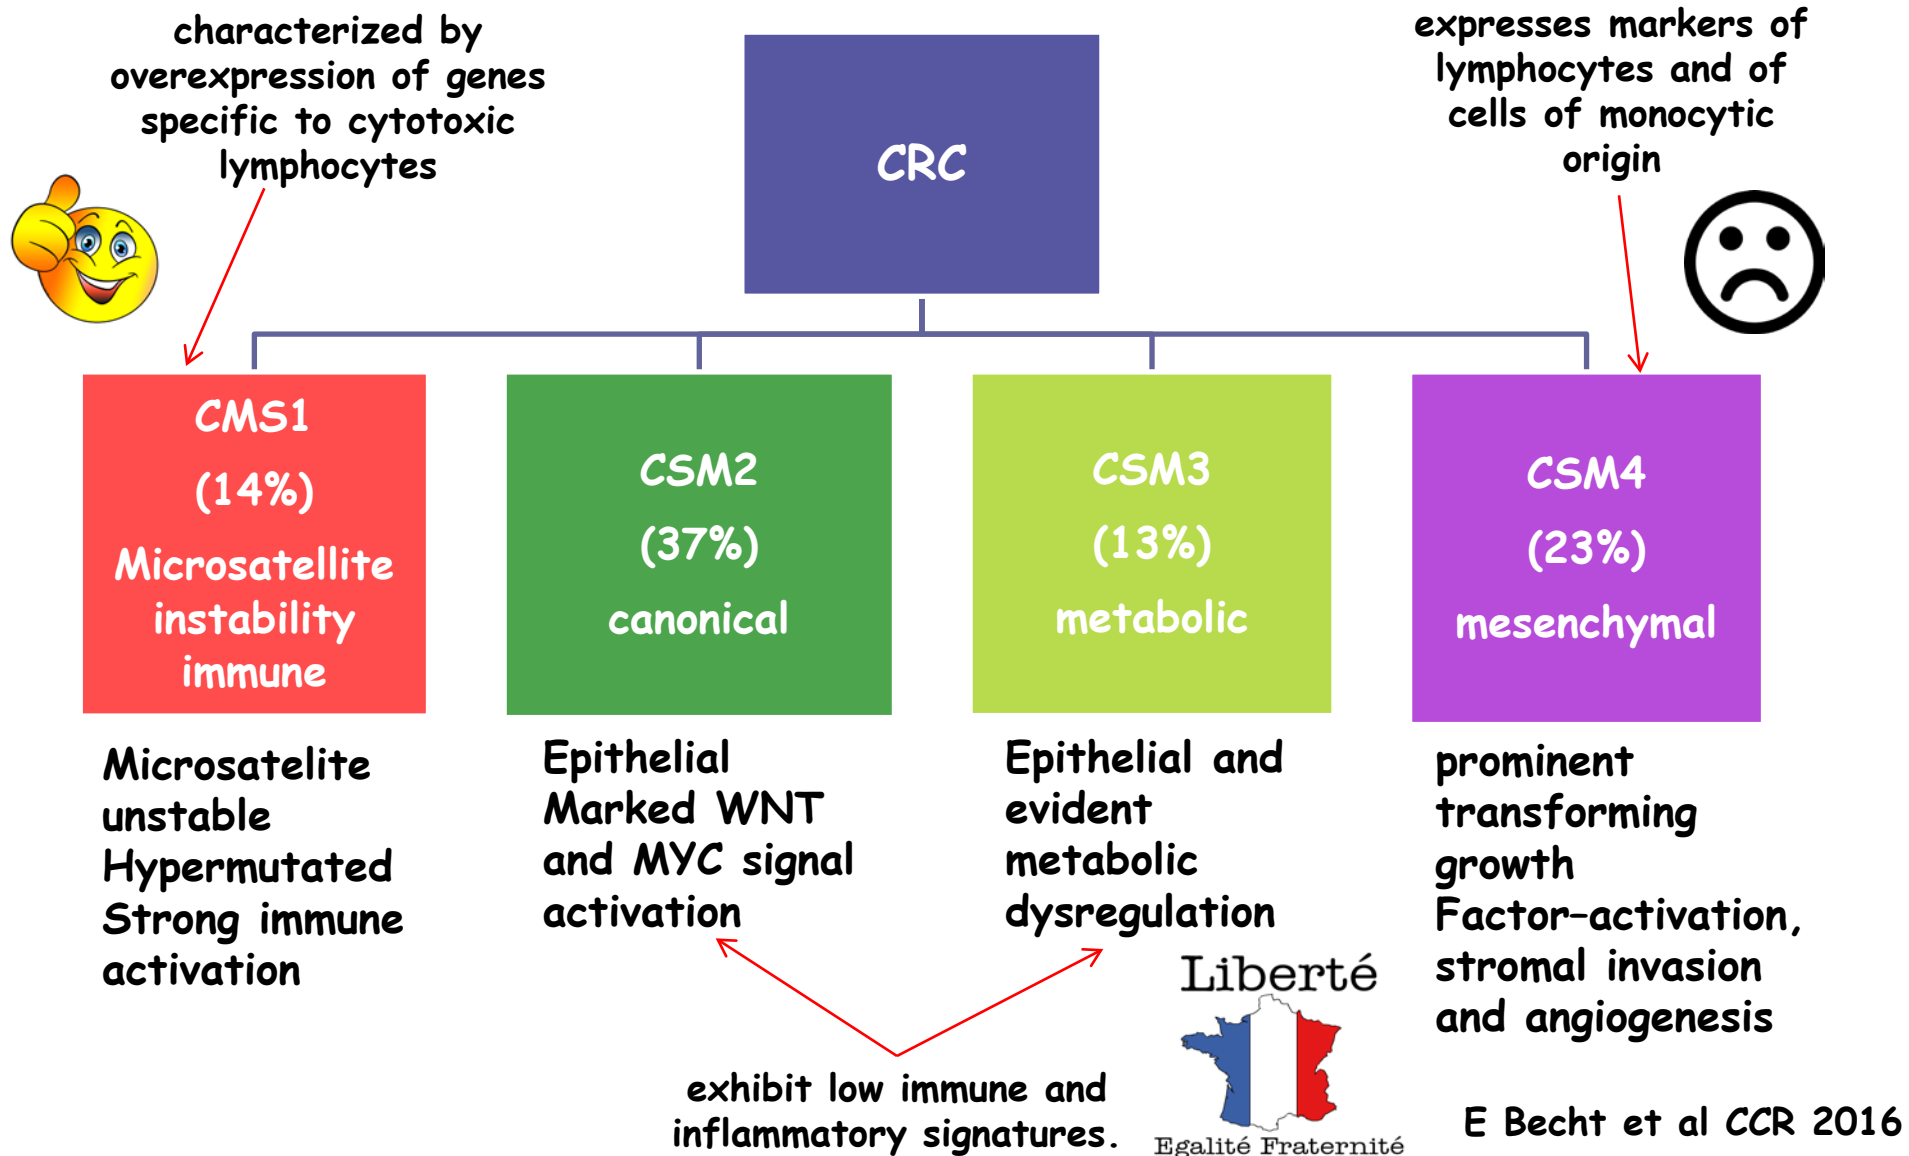 characterized by
overexpression of genes
specific to cytotoxic
lymphocytes
CRC
expresses markers of
lymphocytes and of
cells of monocytic
origin
CMS1
(14%)
Microsatellite
instability
immune
CSM2
(37%)
canonical
CSM3
(13%)
metabolic
CSM4
(23%)
mesenchymal
Microsatelite
unstable
Hypermutated
Strong immune
activation
Epithelial
Marked WNT
and MYC signal
activation
Epithelial and
evident
metabolic
dysregulation
prominent
transforming
growth
Factor–activation,
stromal invasion
and angiogenesis
exhibit low immune and
inflammatory signatures.
Liberté
Egalité Fraternité
E Becht et al CCR 2016